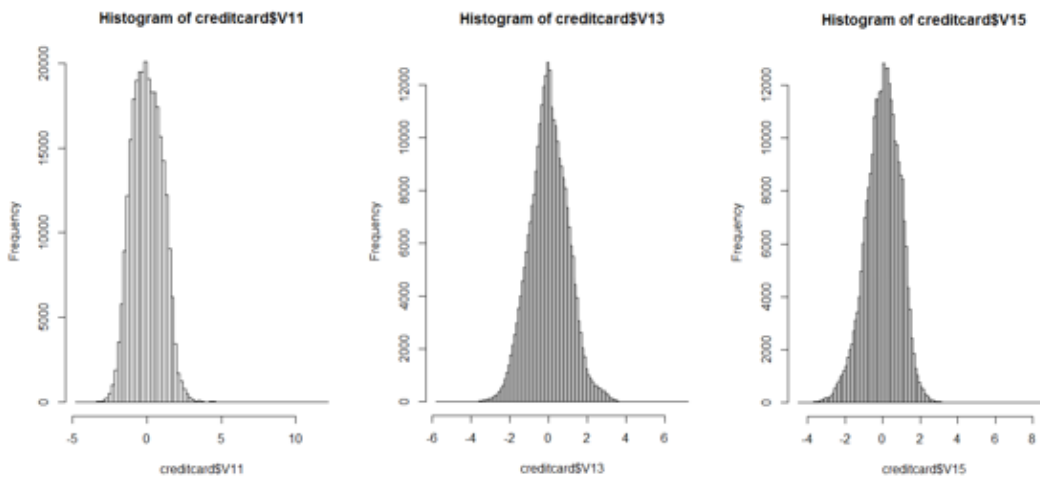 Histogram of creditcard$V11
Frequency
20000
15000
10000
5000
0
-5 0 5 10
creditcard$V11
Histogram of creditcard$V13
Frequency
12000
10000
8000
6000
4000
2000
0
-6 -4 -2 0 2 4 6
creditcard$V13
Histogram of creditcard$V15
Frequency
12000
10000
8000
6000
4000
2000
0
-4 -2 0 2 4 6 8
creditcard$V15